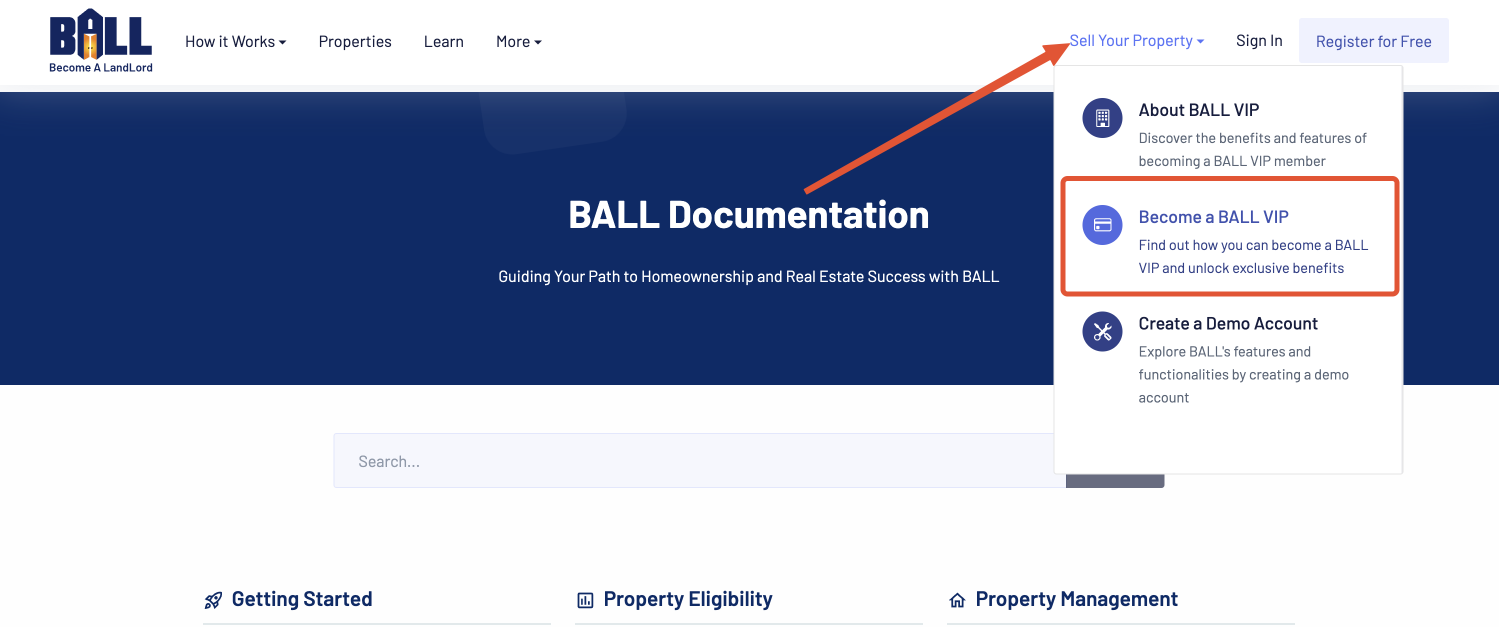 BALL
Become A LandLord
How it Works
Properties
Learn
More
Sell Your Property
Sign In
Register for Free
About BALL VIP
Discover the benefits and features of
becoming a BALL VIP member
Become a BALL VIP
Find out how you can become a BALL
VIP and unlock exclusive benefits
Create a Demo Account
Explore BALL's features and
functionalities by creating a demo
account
BALL Documentation
Guiding Your Path to Homeownership and Real Estate Success with BALL
Search...
Getting Started
Property Eligibility
Property Management